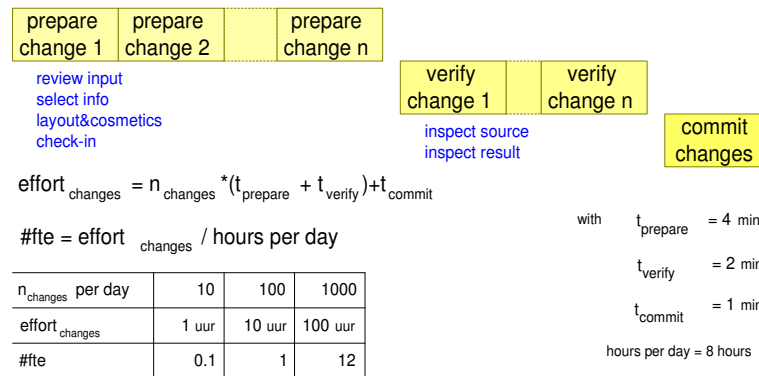 prepare change 1
prepare change 2
prepare change n
review input
select info
layout&cosmetics
check-in
verify change 1
verify change n
inspect source
inspect result
commit changes
effort changes = n changes *(t prepare + t verify)+t commit
#fte = effort changes / hours per day
with t prepare = 4 min
t verify = 2 min
t commit = 1 min
hours per day = 8 hours
n changes per day 10 100 1000
effort changes 1 uur 10 uur 100 uur
#fte 0.1 1 12